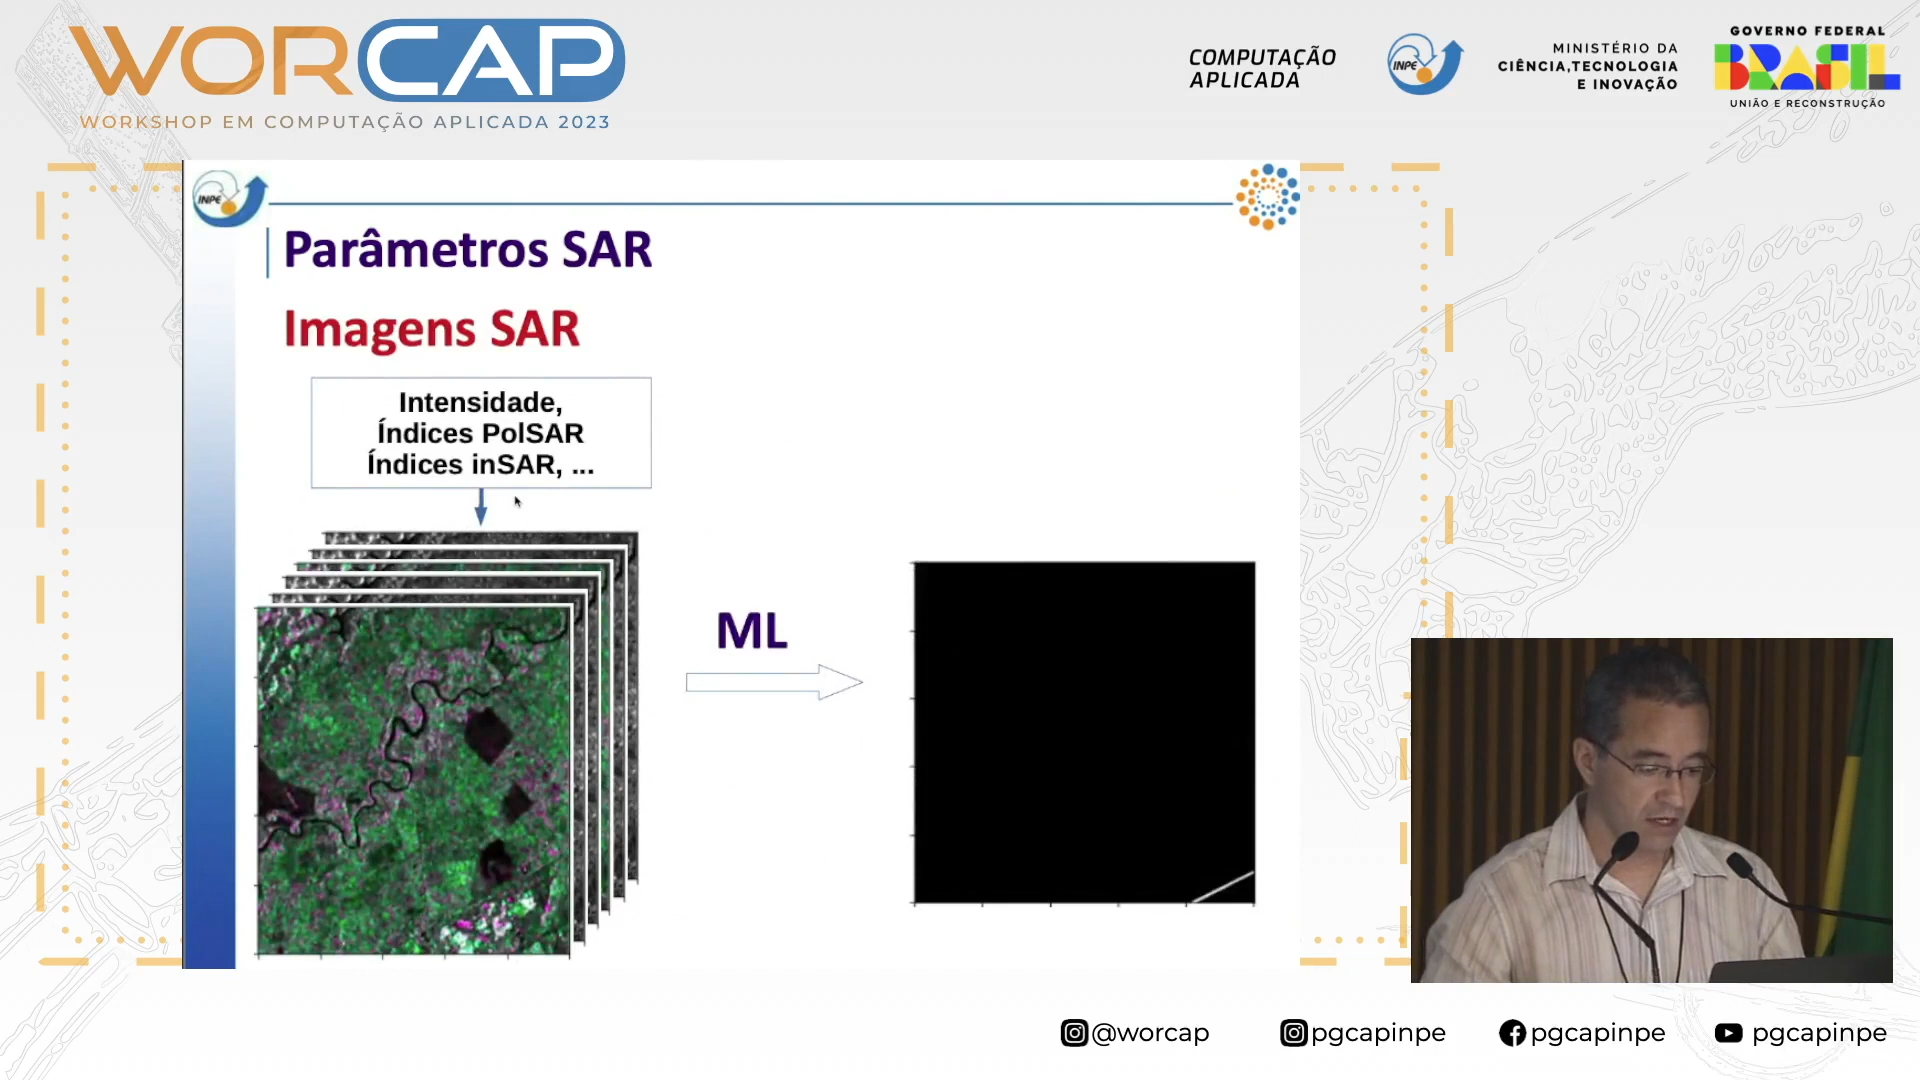 WORCAP
WORKSHOP EM COMPUTAÇÃO APLICADA 2023
COMPUTAÇÃO
APLICADA
INPE
MINISTÉRIO DA
CIÊNCIA,TECNOLOGIA
E INOVAÇÃO
GOVERNO FEDERAL
BRASIL
UNIÃO E RECONSTRUÇÃO
INPE
Parâmetros SAR
Imagens SAR
Intensidade,
Índices PolSAR
Índices inSAR, ...
ML
@worcap
pgcapinpe
pgcapinpe
pgcapinpe